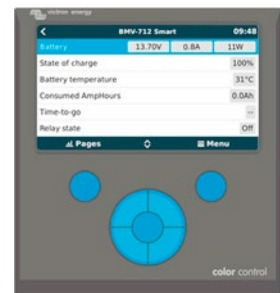 victron energy
< BMV-712 Smart 09:48
Battery 13.70V 0.8A 11W
State of charge 100%
Battery temperature 31°C
Consumed AmpHours 0.0Ah
Time-to-go --
Relay state Off
Pages Menu
color control